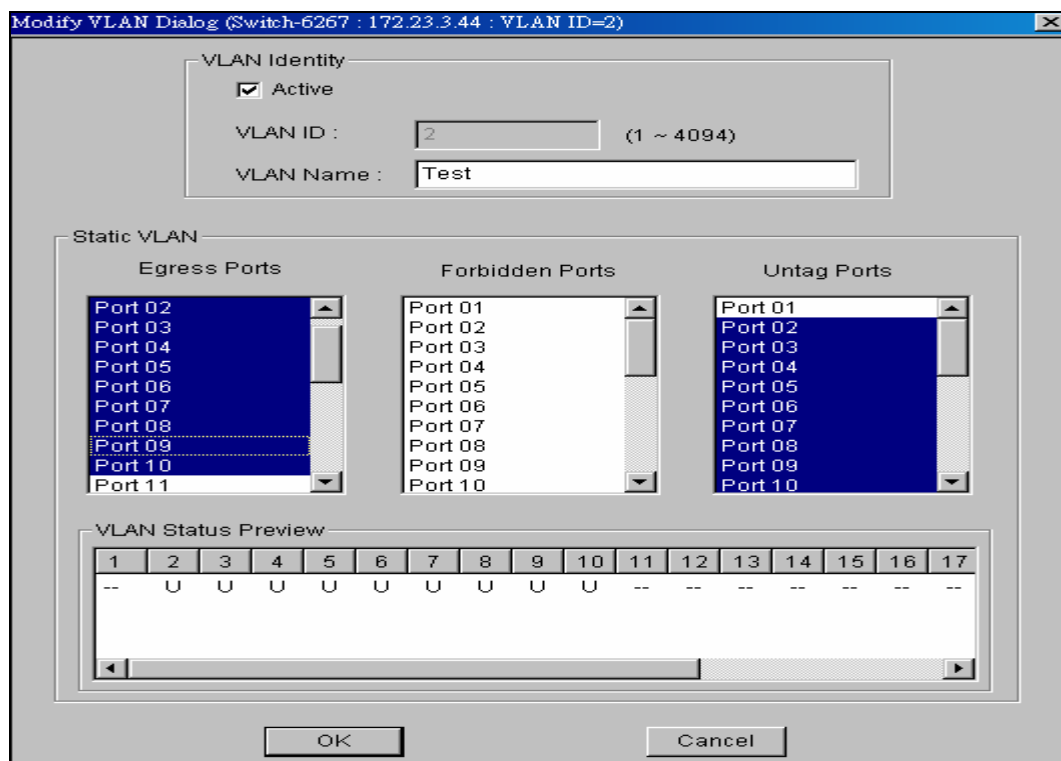 Modify VLAN Dialog (Switch-6267 : 172.23.3.44 : VLAN ID=2)
VLAN Identity
Active
VLAN ID : 2 (1 ~ 4094)
VLAN Name : Test
Static VLAN
Egress Ports
Port 02
Port 03
Port 04
Port 05
Port 06
Port 07
Port 08
Port 09
Port 10
Port 11
Forbidden Ports
Port 01
Port 02
Port 03
Port 04
Port 05
Port 06
Port 07
Port 08
Port 09
Port 10
Untag Ports
Port 01
Port 02
Port 03
Port 04
Port 05
Port 06
Port 07
Port 08
Port 09
Port 10
VLAN Status Preview
1 2 3 4 5 6 7 8 9 10 11 12 13 14 15 16 17
-- U U U U U U U U U -- -- -- -- -- -- --
OK Cancel